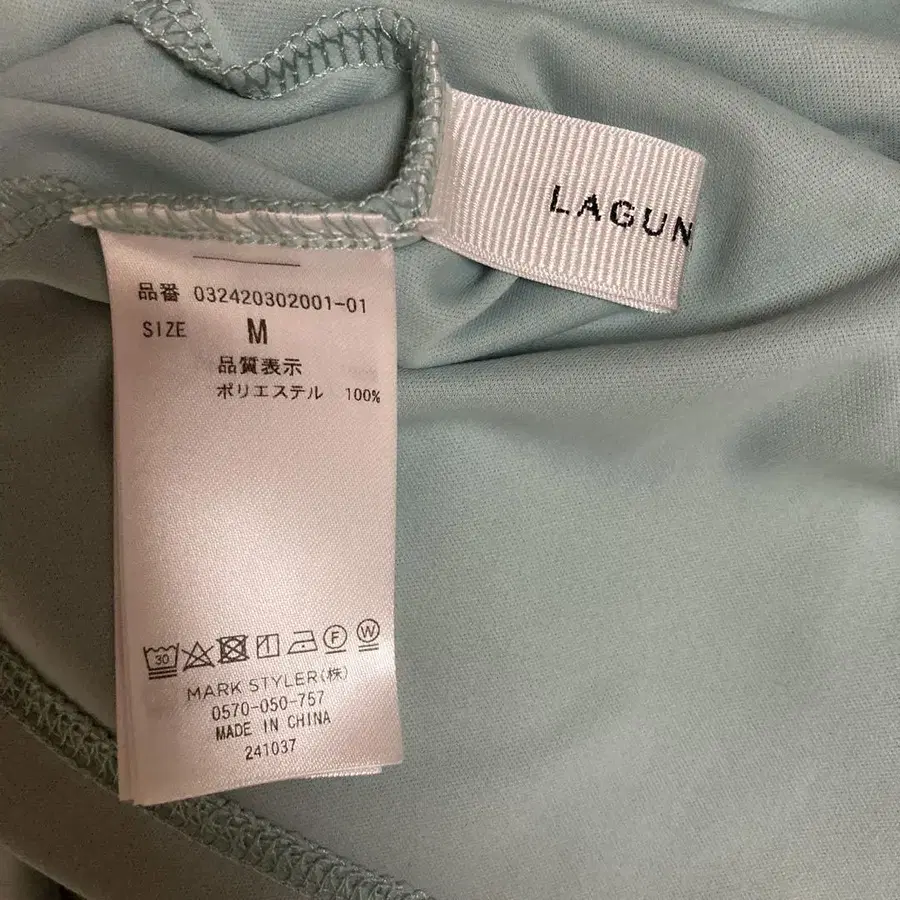 LAGUN
品番 032420302001-01
SIZE M
品質表示
ポリエステル 100%
30 F W
MARK STYLER(株)
0570-050-757
MADE IN CHINA
241037